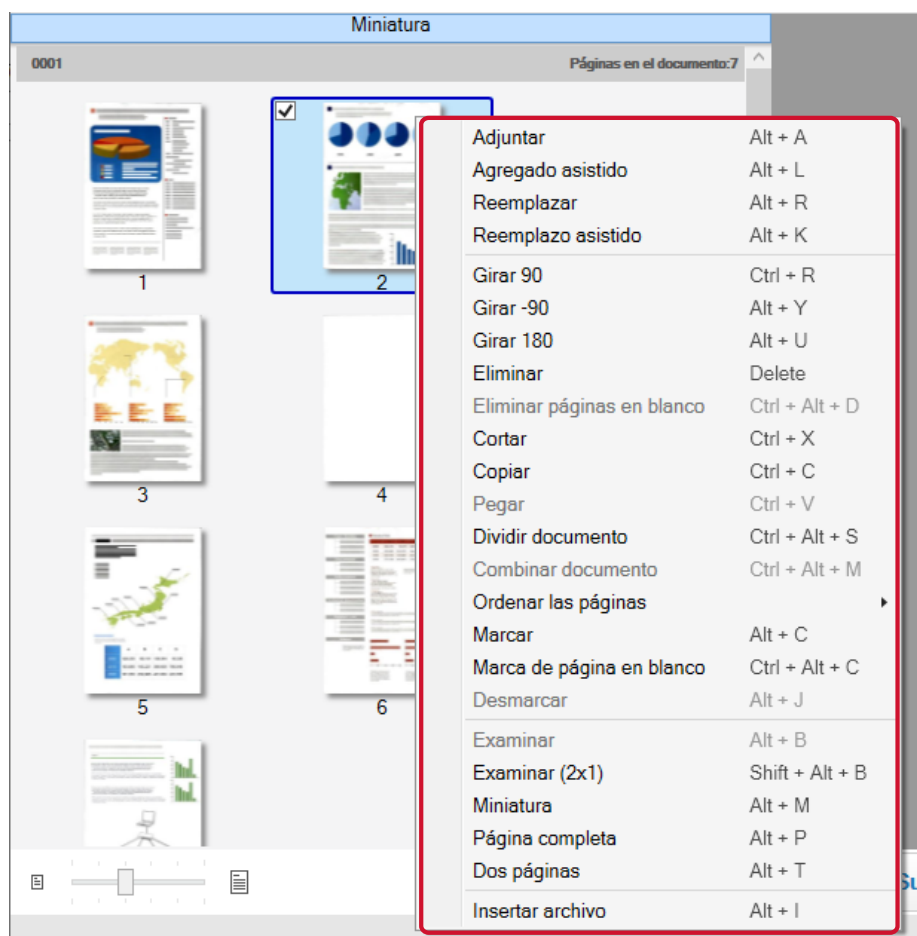 Miniatura
0001 Páginas en el documento:7
1
2
3
4
5
6
Adjuntar Alt + A
Agregado asistido Alt + L
Reemplazar Alt + R
Reemplazo asistido Alt + K
Girar 90 Ctrl + R
Girar -90 Alt + Y
Girar 180 Alt + U
Eliminar Delete
Eliminar páginas en blanco Ctrl + Alt + D
Cortar Ctrl + X
Copiar Ctrl + C
Pegar Ctrl + V
Dividir documento Ctrl + Alt + S
Combinar documento Ctrl + Alt + M
Ordenar las páginas
Marcar Alt + C
Marca de página en blanco Ctrl + Alt + C
Desmarcar Alt + J
Examinar Alt + B
Examinar (2x1) Shift + Alt + B
Miniatura Alt + M
Página completa Alt + P
Dos páginas Alt + T
Insertar archivo Alt + I